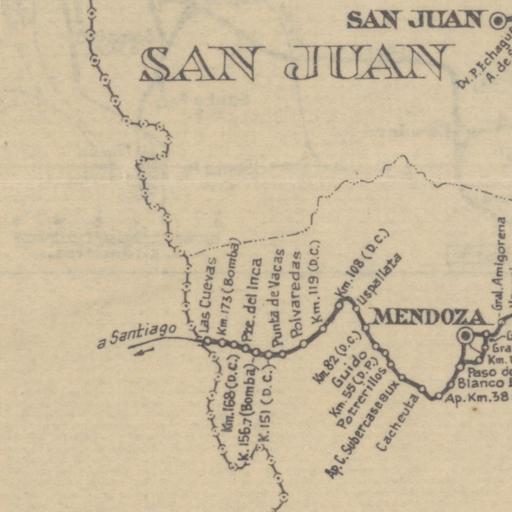 SAN JUAN
SAN JUAN
Dr. P. Echagüe
A. de
a Santiago
Las Cuevas
Km. 173 (Bomba)
Pte. del Inca
Punta de Vacas
Polvaredas
Km. 119 (D.C.)
Km. 108 (D.C.)
Uspallata
Gral. Amigorena
MENDOZA
Km. 168 (D.C.)
K. 156.7 (Bomba)
K. 151 (D.C.)
Km. 82 (D.C.)
Guido
Km. 55 (D.P.)
Potrerillos
Ap. C. Subercaseaux
Cacheuta
Paso de
Blanco
Ap. Km. 38